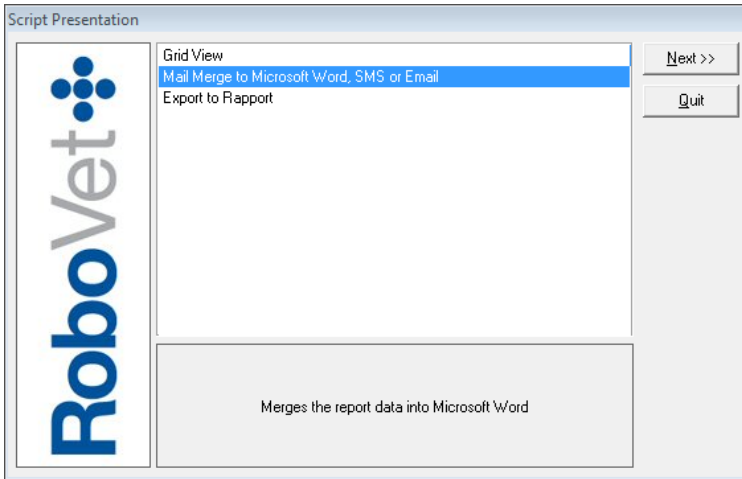 Script Presentation
RoboVet
Grid View
Mail Merge to Microsoft Word, SMS or Email
Export to Rapport
Next >>
Quit
Merges the report data into Microsoft Word